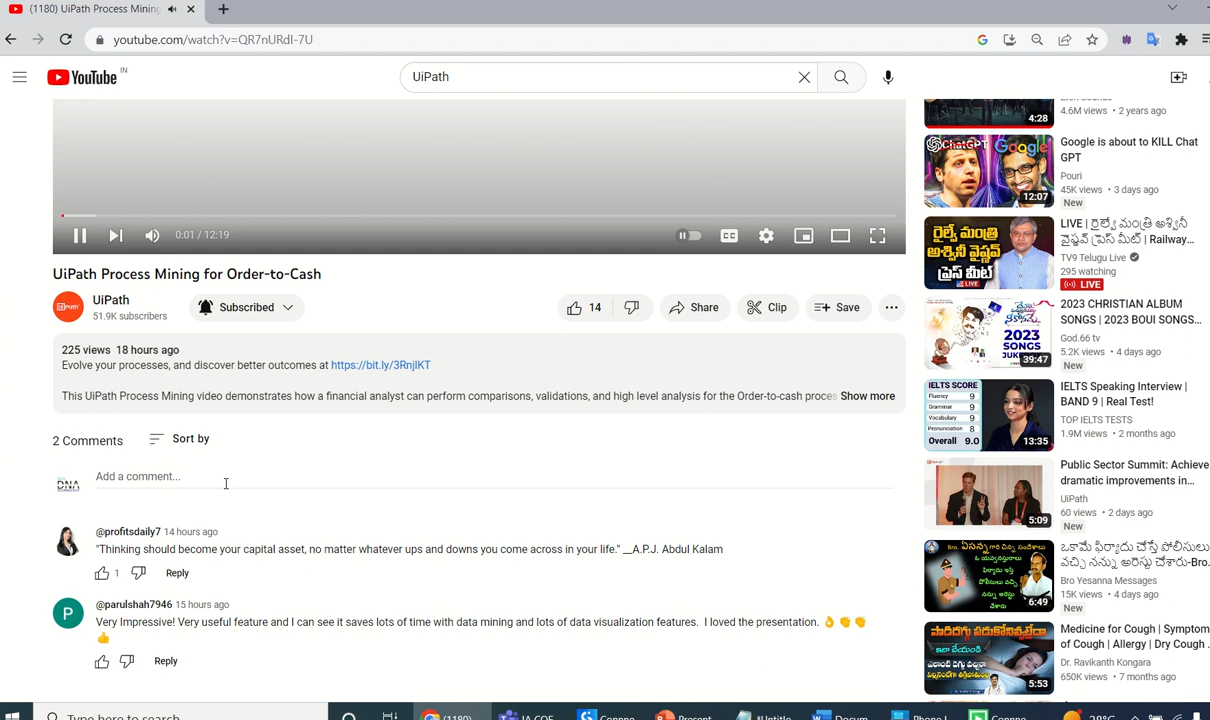 (1180) UiPath Process Mining
youtube.com/watch?v=QR7nURdI-7U
YouTube IN
UiPath
0:01 / 12:19
CC
UiPath Process Mining for Order-to-Cash
UiPath
51.9K subscribers
Subscribed
14
Share
Clip
Save
225 views 18 hours ago
Evolve your processes, and discover better outcomes at https://bit.ly/3RnjIKT
This UiPath Process Mining video demonstrates how a financial analyst can perform comparisons, validations, and high level analysis for the Order-to-cash proces Show more
2 Comments
Sort by
DNA
Add a comment...
@profitsdaily7 14 hours ago
"Thinking should become your capital asset, no matter whatever ups and downs you come across in your life." __A.P.J. Abdul Kalam
1
Reply
P
@parulshah7946 15 hours ago
Very Impressive! Very useful feature and I can see it saves lots of time with data mining and lots of data visualization features. I loved the presentation. 👌 👏 👏
👍
Reply
4:28
4.6M views • 2 years ago
ChatGPT
Google
12:07
Google is about to KILL Chat
GPT
Pouri
45K views • 3 days ago
New
రైల్వే మంత్రి
అశ్వినీ
వైష్ణవ్
ప్రెస్ మీట్
LIVE
LIVE | రైల్వే మంత్రి అశ్వినీ
వైష్ణవ్ ప్రెస్ మీట్ | Railway...
TV9 Telugu Live
295 watching
LIVE
2023
SONGS
39:47
2023 CHRISTIAN ALBUM
SONGS | 2023 BOUI SONGS...
God.66 tv
5.2K views • 4 days ago
New
IELTS SCORE
Fluency 9
Grammar 9
Vocabulary 9
Pronunciation 8
Overall 9.0
13:35
IELTS Speaking Interview |
BAND 9 | Real Test!
TOP IELTS TESTS
1.9M views • 2 months ago
5:09
Public Sector Summit: Achieve
dramatic improvements in...
UiPath
60 views • 2 days ago
New
6:49
ఒకామే ఫిర్యాదు చేస్తే పోలీసులు
వచ్చి నన్ను అరెస్టు చేశారు-Bro.
Bro Yesanna Messages
15K views • 4 days ago
New
5:53
Medicine for Cough | Symptom
of Cough | Allergy | Dry Cough .
Dr. Ravikanth Kongara
650K views • 7 months ago
Type here to search
(1180)